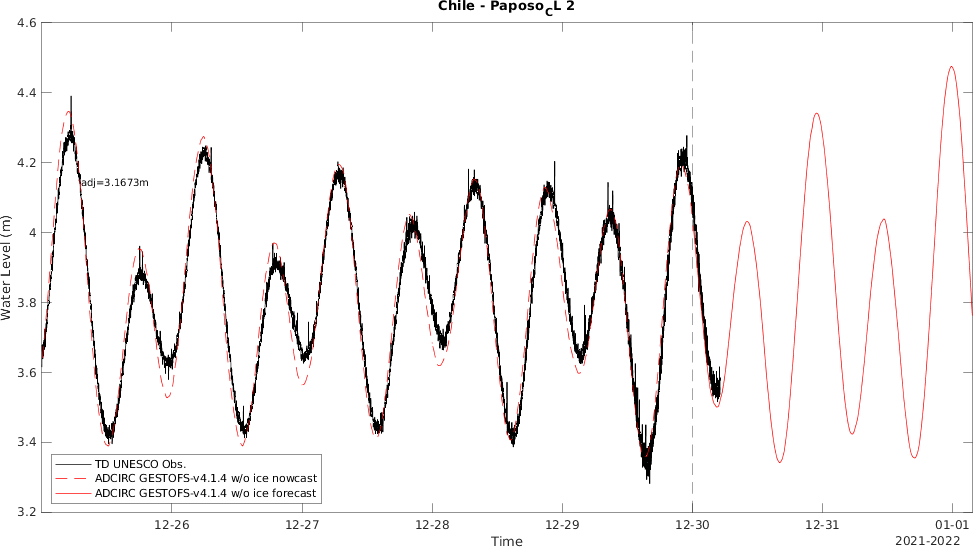 Chile - Paposo_CL 2
4.6
4.4
4.2
4
3.8
3.6
3.4
3.2
Water Level (m)
adj=3.1673m
TD UNESCO Obs.
ADCIRC GESTOFS-v4.1.4 w/o ice nowcast
ADCIRC GESTOFS-v4.1.4 w/o ice forecast
12-26 12-27 12-28 12-29 12-30 12-31 01-01
Time
2021-2022